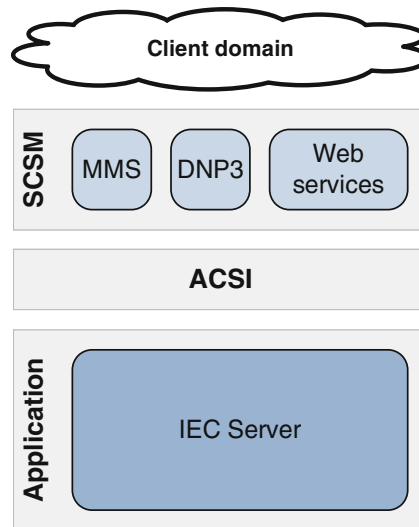 Client domain
SCSM
MMS
DNP3
Web
services
ACSI
Application
IEC Server